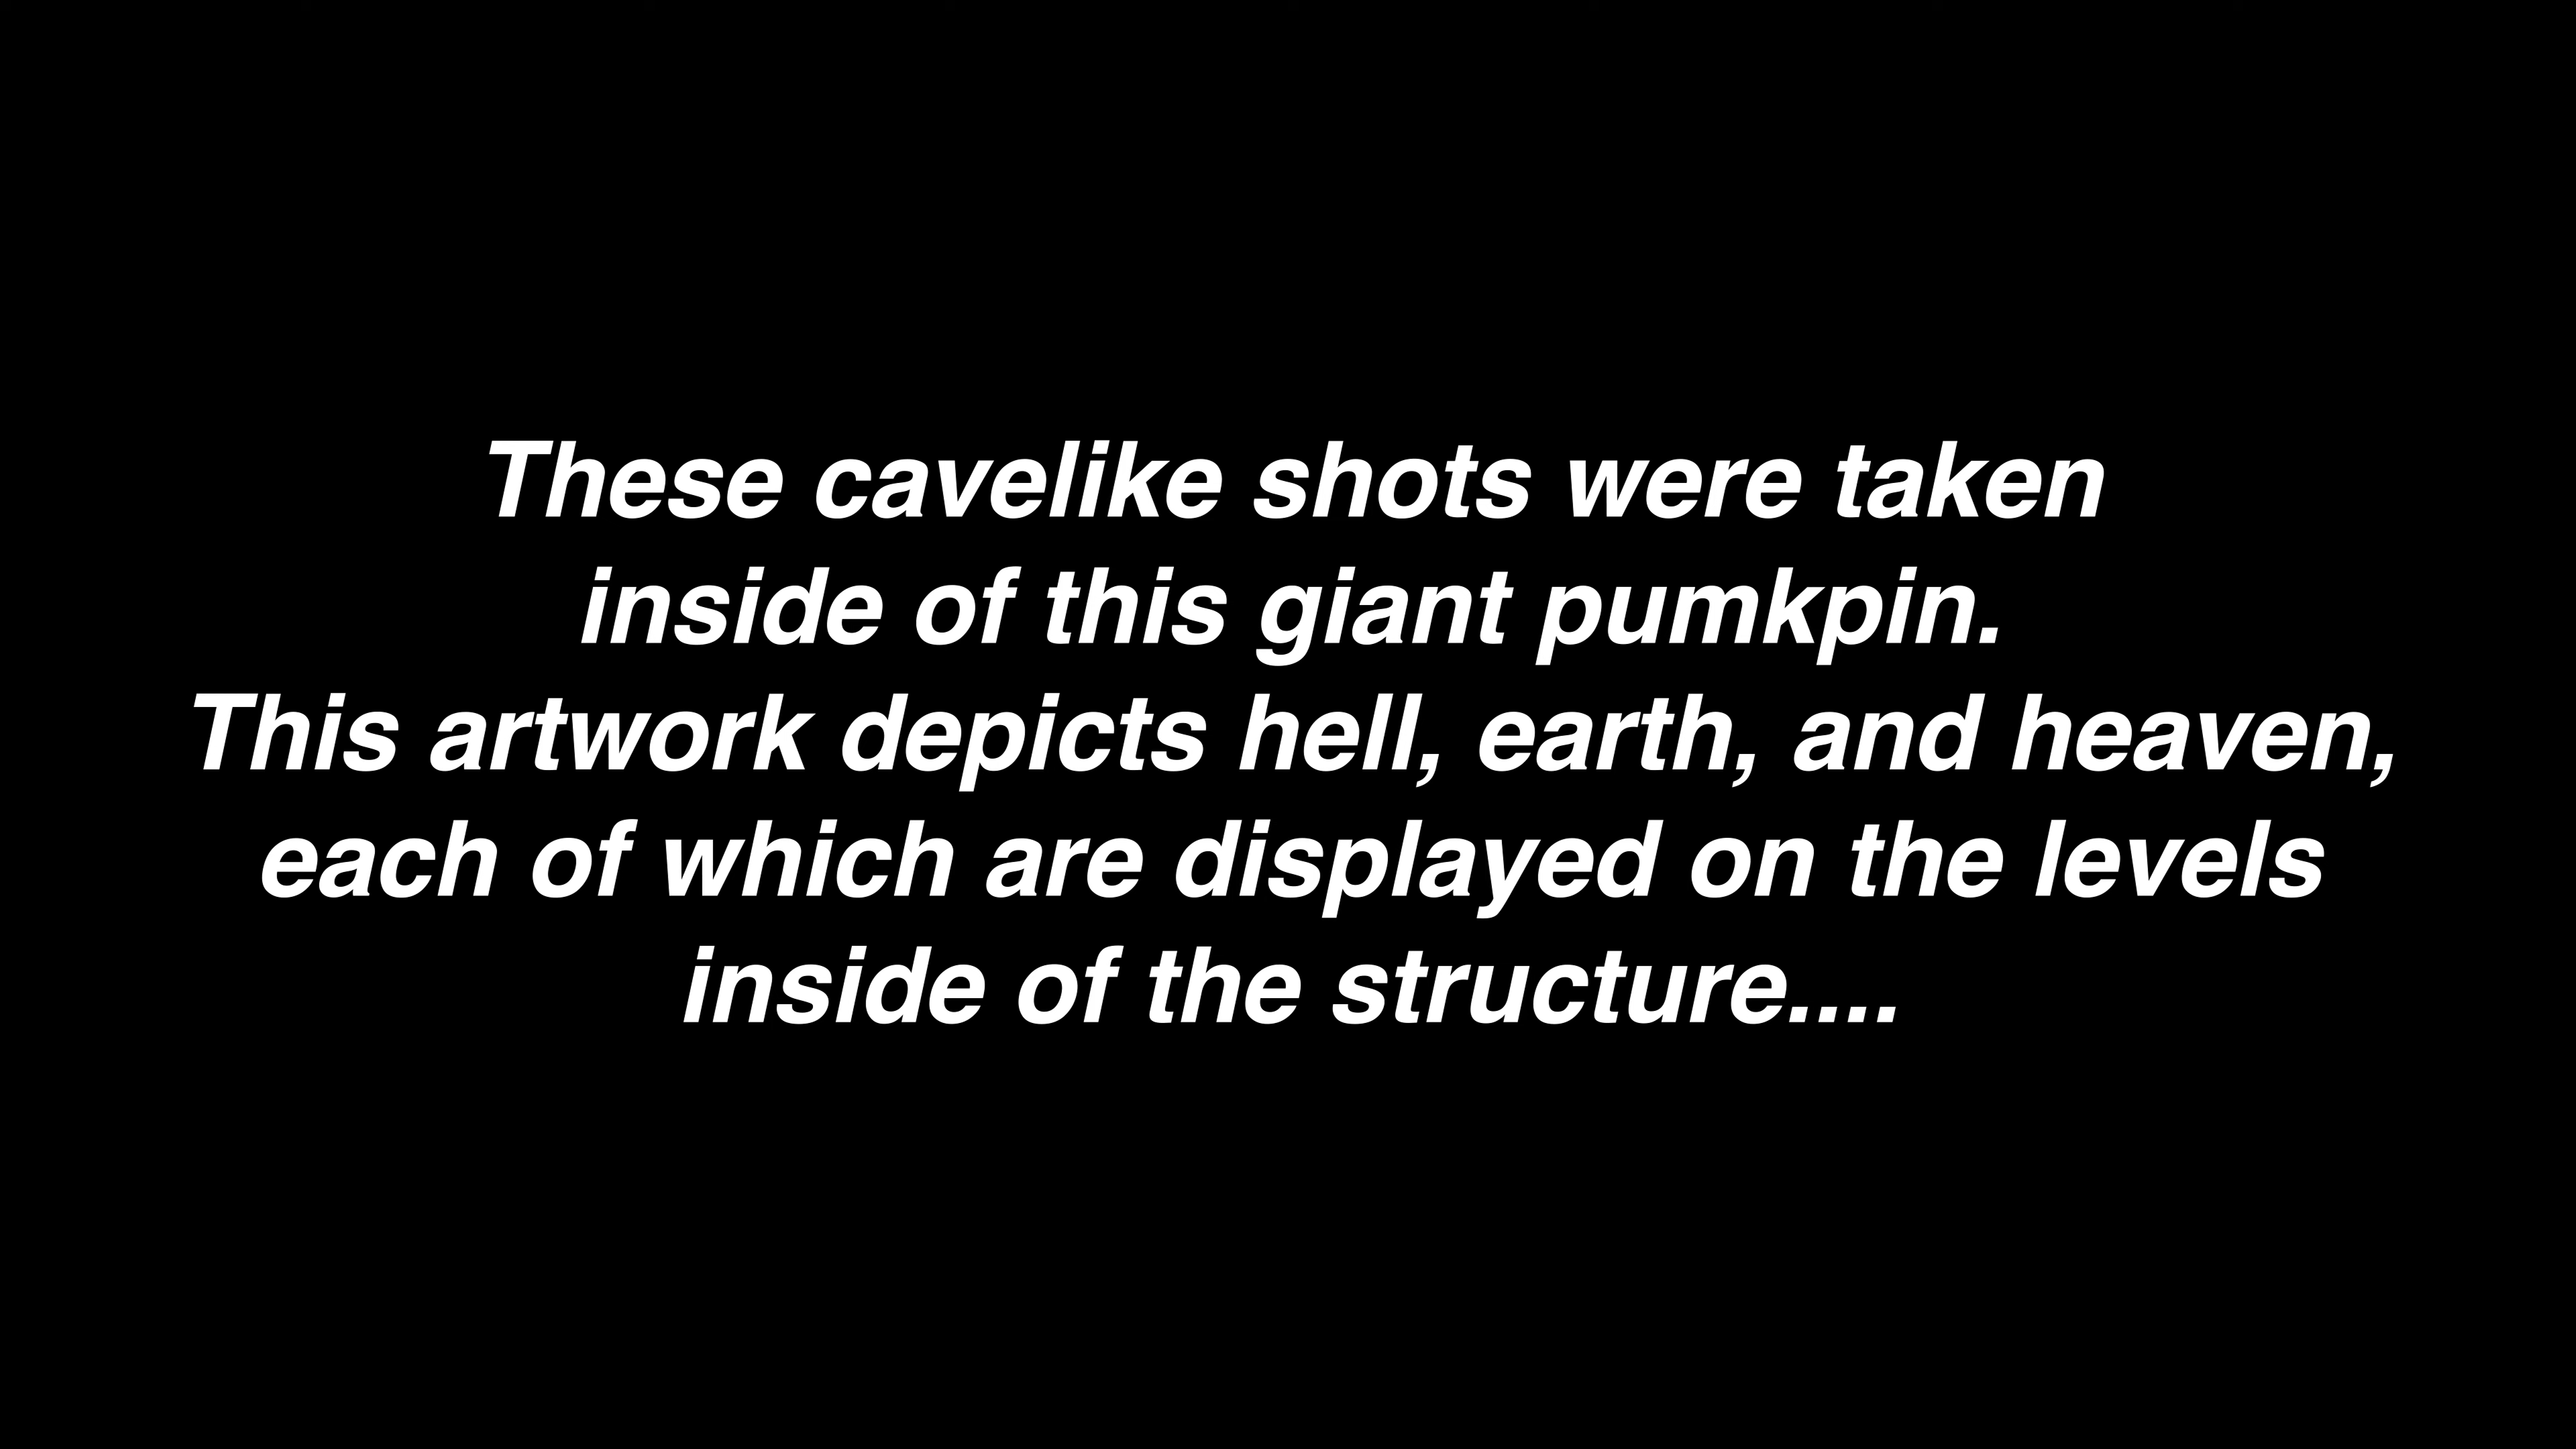 These cavelike shots were taken
inside of this giant pumkpin.
This artwork depicts hell, earth, and heaven,
each of which are displayed on the levels
inside of the structure....